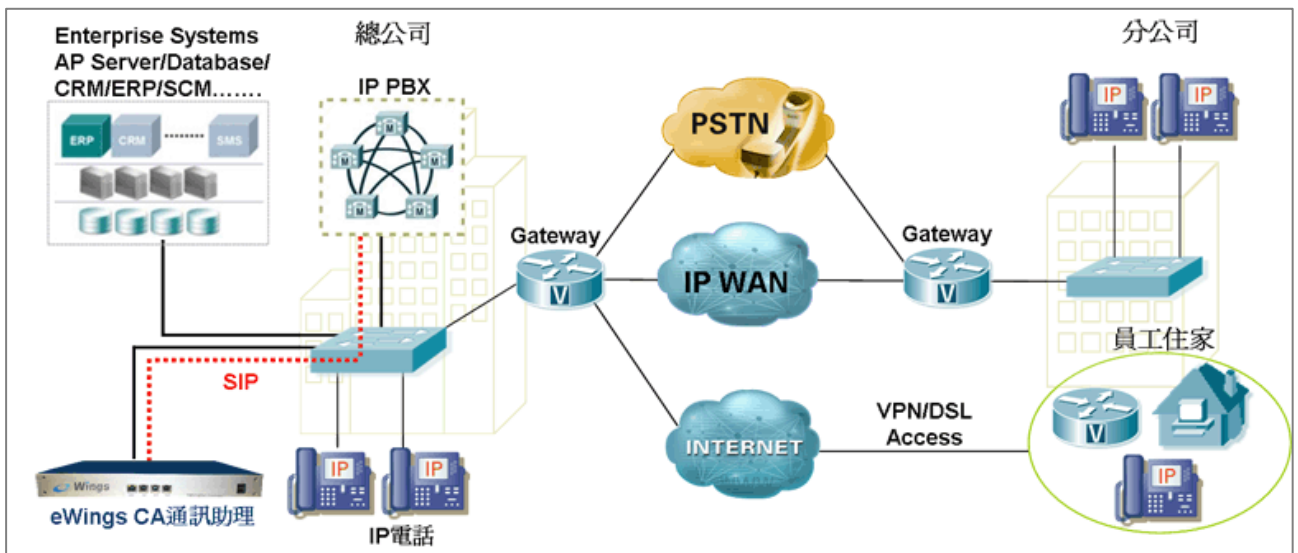 Enterprise Systems
AP Server/Database/
CRM/ERP/SCM.......
ERP
CRM
SMS
總公司
IP PBX
M
M
M
M
M
Gateway
V
PSTN
IP WAN
INTERNET
Gateway
V
分公司
IP
IP
員工住家
V
IP
VPN/DSL
Access
SIP
Wings
eWings CA通訊助理
IP
IP
IP電話